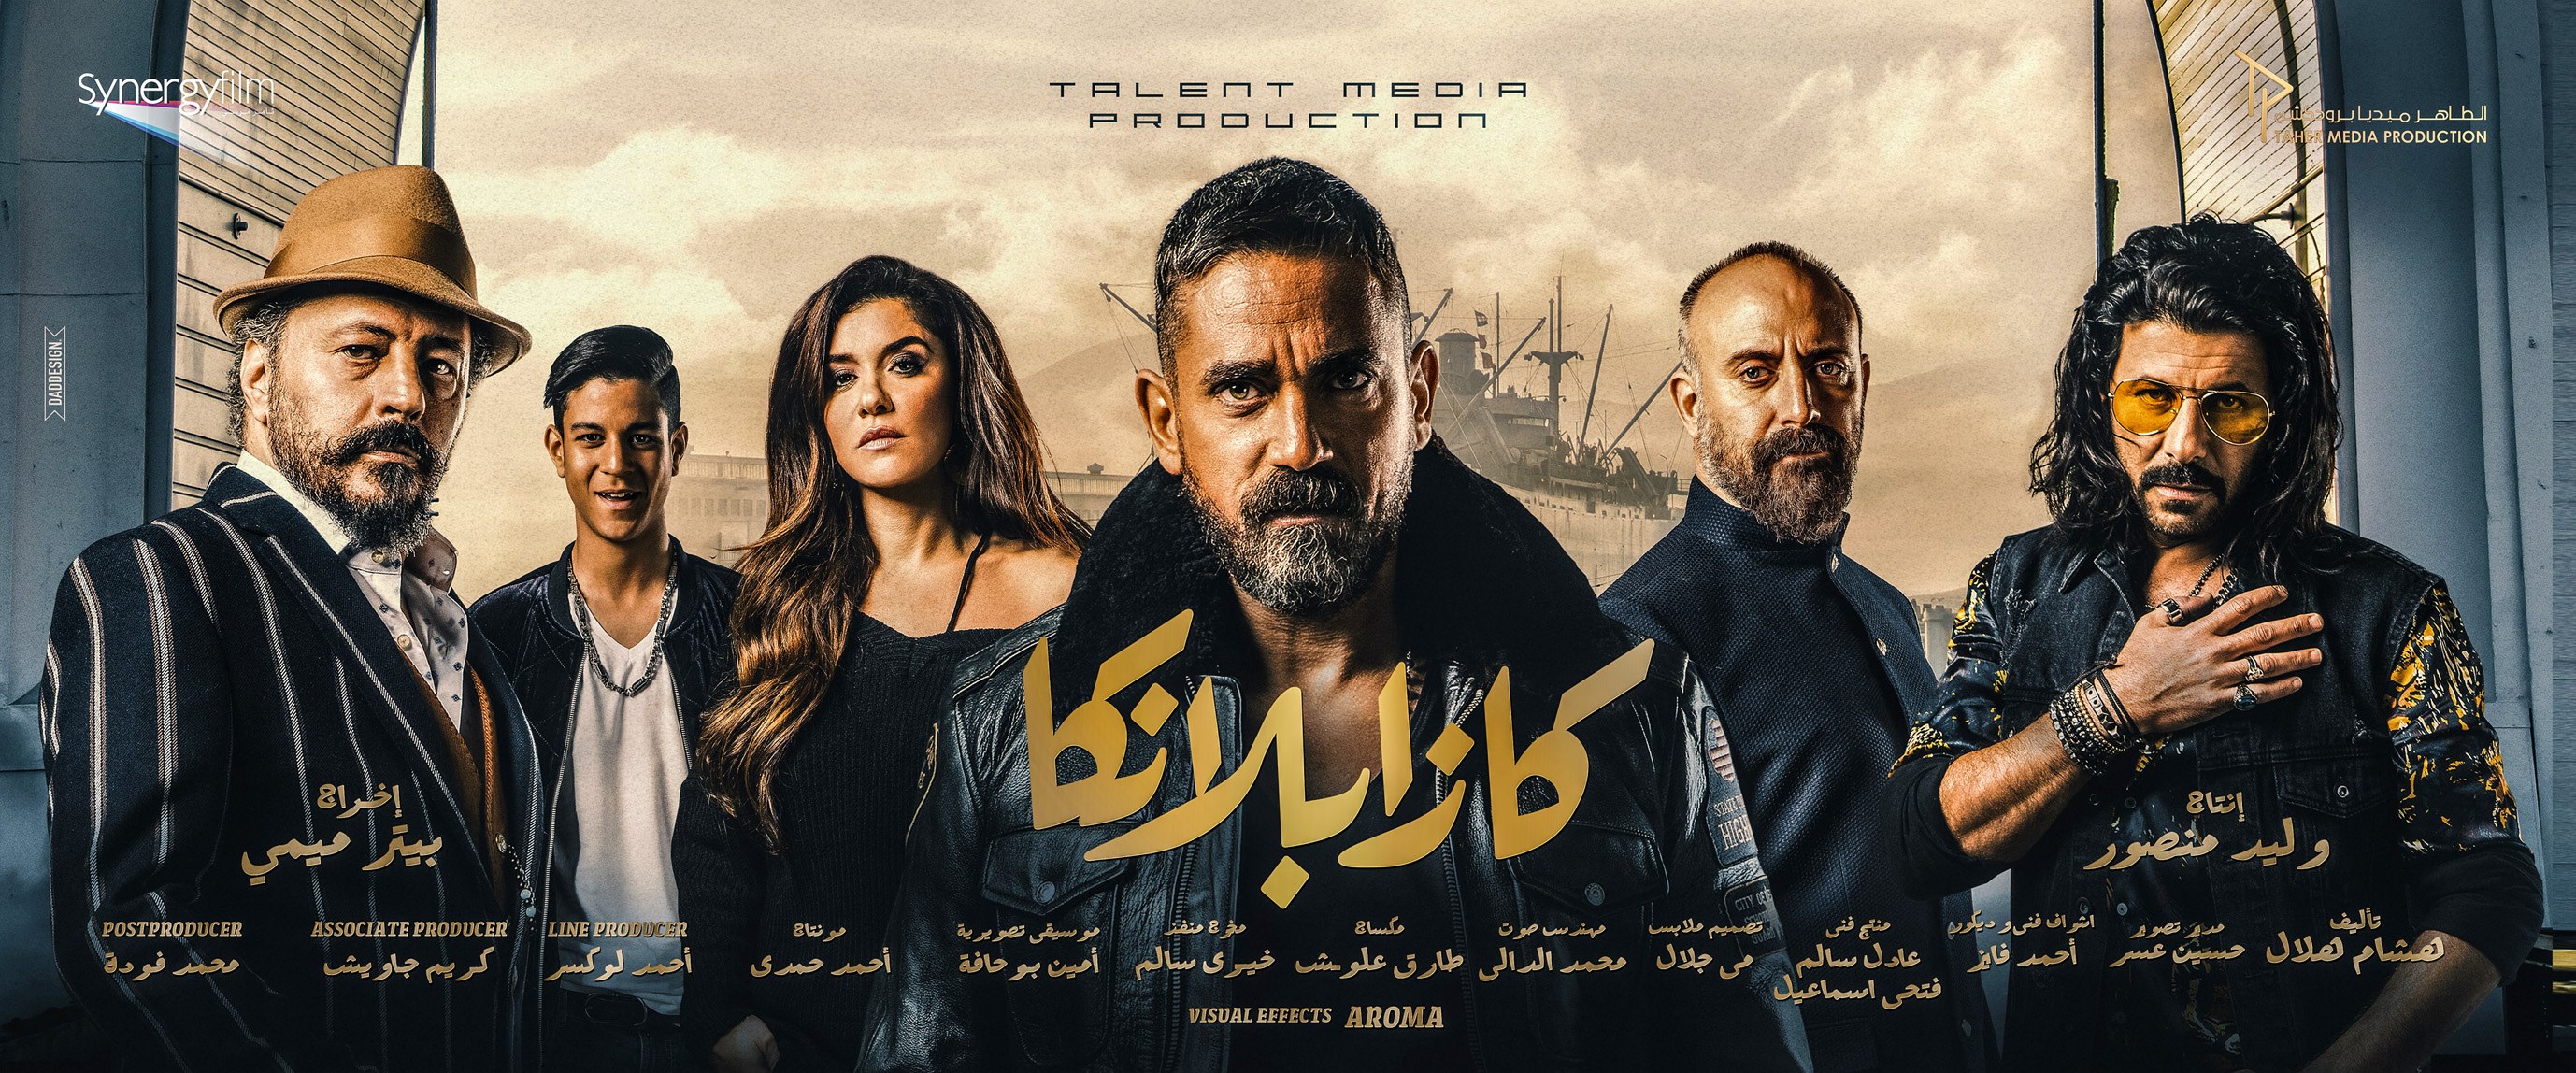 Synergyfilm
TALENT MEDIA
PRODUCTION
الطاهر ميديا برودكشن
TAHER MEDIA PRODUCTION
DADDESIGN.
كازابلانكا
إخراج
بيتر ميمي
إنتاج
وليد منصور
تأليف
هشام هلال
مدير تصوير
حسين عسر
اشراف فنى و ديكور
أحمد فايز
منتج فنى
عادل سالم
فتحى اسماعيل
تصميم ملابس
مى جلال
مهندس صوت
محمد الدالى
مكساج
طارق علوش
مخرج منفذ
خيرى سالم
موسيقى تصويرية
أمين بوحافة
مونتاج
أحمد حمدى
LINE PRODUCER
أحمد لوكسر
ASSOCIATE PRODUCER
كريم جاويش
POSTPRODUCER
محمد فودة
VISUAL EFFECTS AROMA